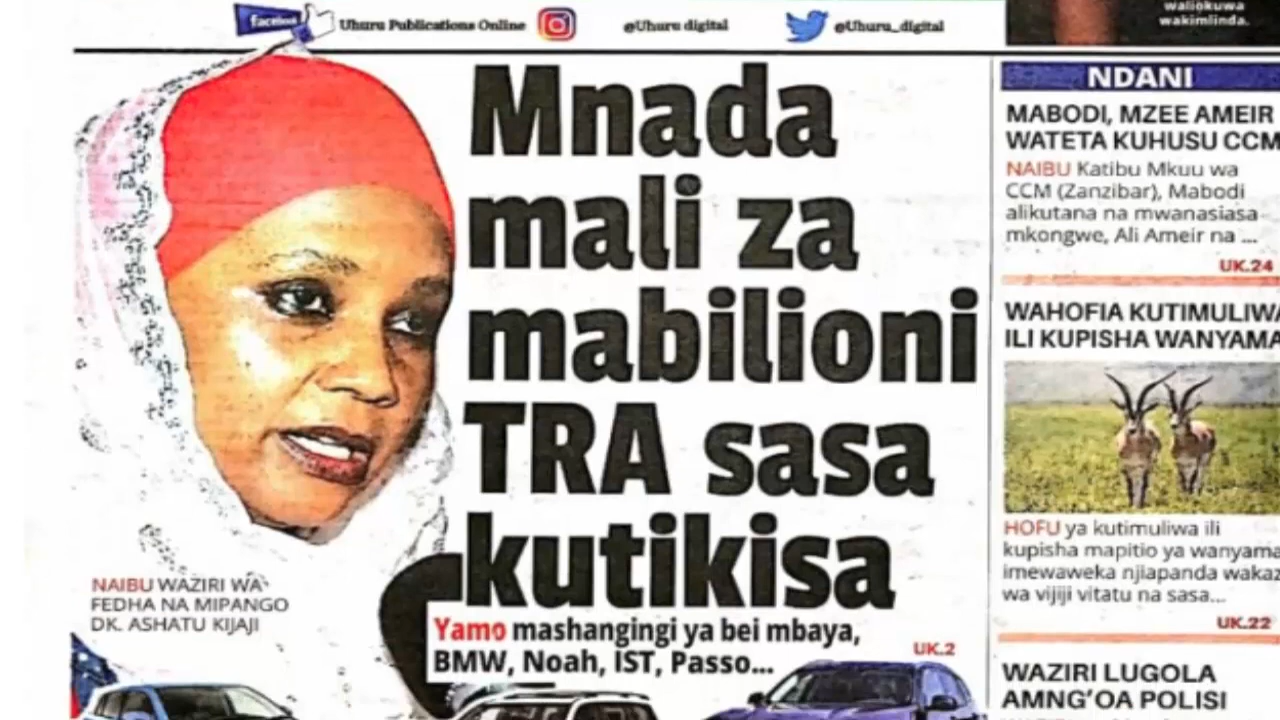 facebook
Uhuru Publications Online
@Uhuru digital
@Uhuru_digital
waliokuwa
wakimlinda.
Mnada
mali za
mabilioni
TRA sasa
kutikisa
NAIBU WAZIRI WA
FEDHA NA MIPANGO
DK. ASHATU KIJAJI
Yamo mashangingi ya bei mbaya,
BMW, Noah, IST, Passo...
UK.2
NDANI
MABODI, MZEE AMEIR
WATETA KUHUSU CCM
NAIBU Katibu Mkuu wa
CCM (Zanzibar), Mabodi
alikutana na mwanasiasa
mkongwe, Ali Ameir na ...
UK.24
WAHOFIA KUTIMULIWA
ILI KUPISHA WANYAMA
HOFU ya kutimuliwa ili
kupisha mapitio ya wanyama
imewaweka njiapanda wakaz
wa vijiji vitatu na sasa...
UK.22
WAZIRI LUGOLA
AMNG'OA POLISI